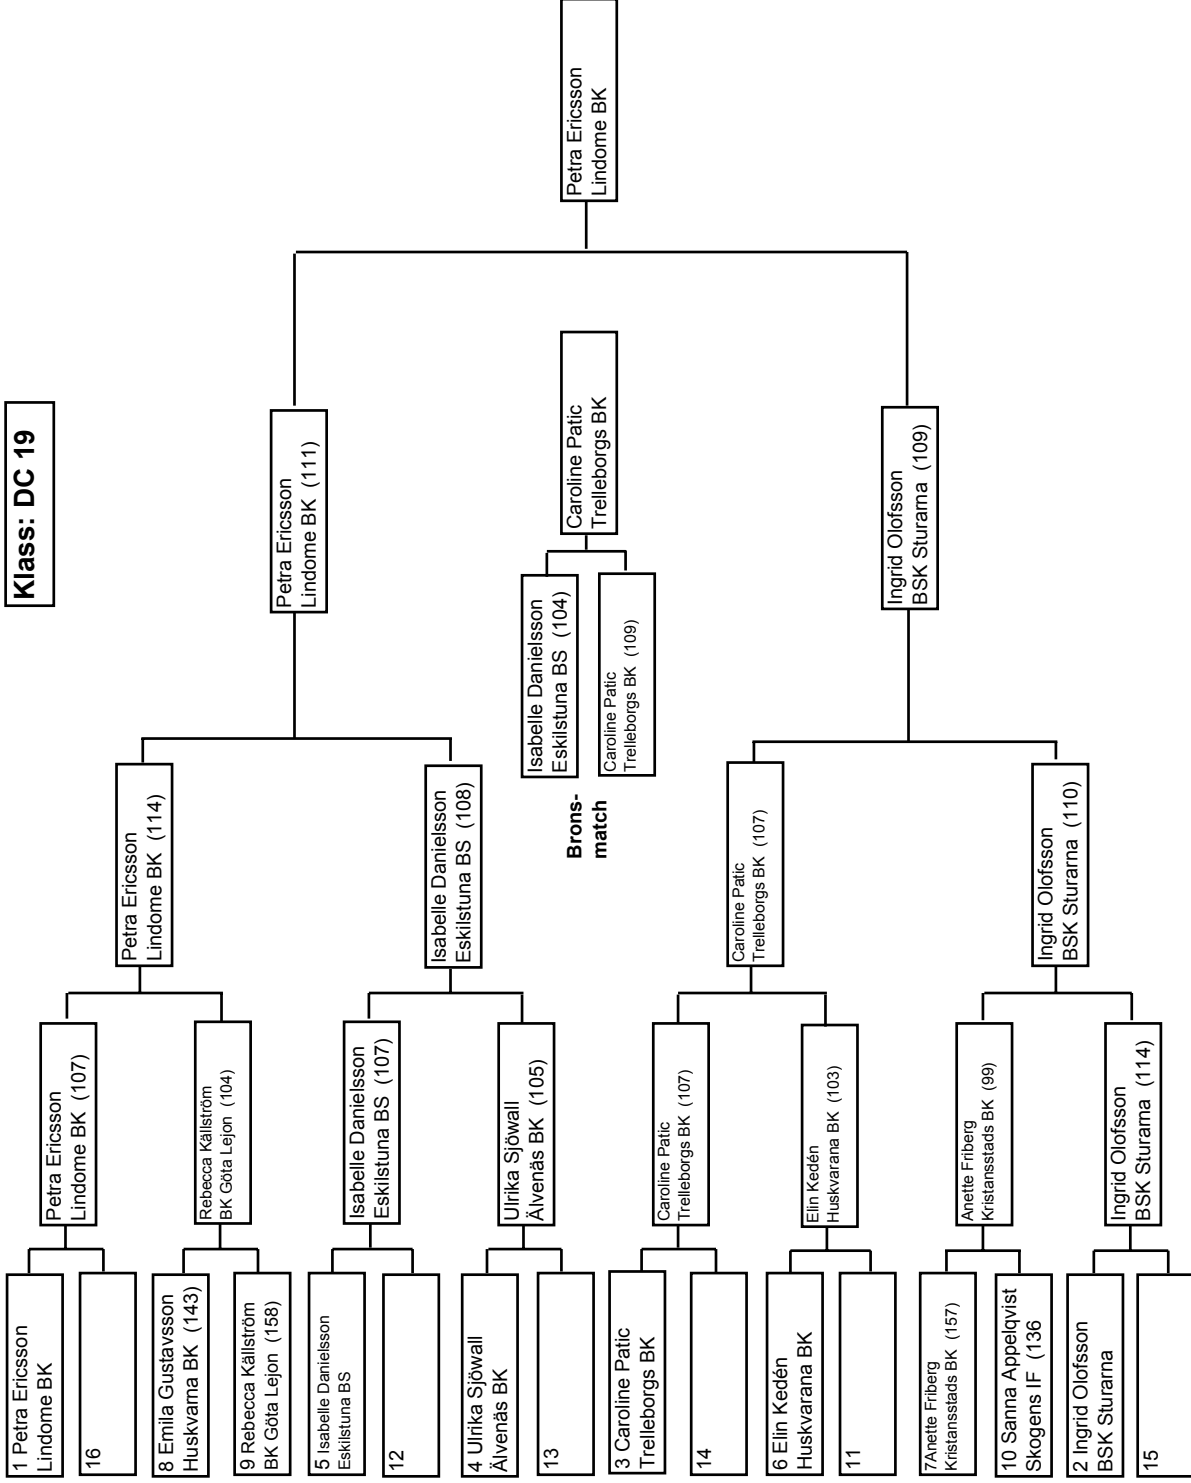 Klass: DC 19
1 Petra Ericsson
Lindome BK
16
8 Emila Gustavsson
Huskvarna BK (143)
9 Rebecca Källström
BK Göta Lejon (158)
5 Isabelle Danielsson
Eskilstuna BS
12
4 Ulrika Sjöwall
Älvenäs BK
13
3 Caroline Patic
Trelleborgs BK
14
6 Elin Kedén
Huskvarana BK
11
7Anette Friberg
Kristansstads BK (157)
10 Sanna Appelqvist
Skogens IF (136
2 Ingrid Olofsson
BSK Sturarna
15
Petra Ericsson
Lindome BK (107)
Rebecca Källström
BK Göta Lejon (104)
Isabelle Danielsson
Eskilstuna BS (107)
Ulrika Sjöwall
Älvenäs BK (105)
Caroline Patic
Trelleborgs BK (107)
Elin Kedén
Huskvarana BK (103)
Anette Friberg
Kristansstads BK (99)
Ingrid Olofsson
BSK Sturarna (114)
Petra Ericsson
Lindome BK (114)
Isabelle Danielsson
Eskilstuna BS (108)
Caroline Patic
Trelleborgs BK (107)
Ingrid Olofsson
BSK Sturarna (110)
Brons-
match
Isabelle Danielsson
Eskilstuna BS (104)
Caroline Patic
Trelleborgs BK (109)
Caroline Patic
Trelleborgs BK
Petra Ericsson
Lindome BK (111)
Ingrid Olofsson
BSK Sturarna (109)
Petra Ericsson
Lindome BK